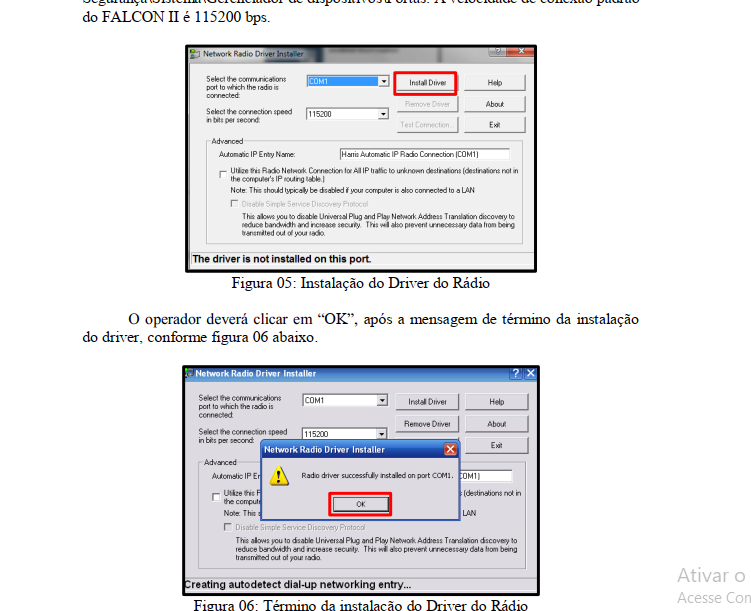 Segurança\Sistema\Gerenciador de dispositivos\Portas. A velocidade de conexão padrão
do FALCON II é 115200 bps.
Network Radio Driver Installer
Select the communications
port to which the radio is
connected:
COM1
Install Driver
Help
Remove Driver
About
Select the connection speed
in bits per second:
115200
Test Connection...
Exit
Advanced
Automatic IP Entry Name:
Harris Automatic IP Radio Connection (COM1)
Utilize this Radio Network Connection for All IP traffic to unknown destinations (destinations not in
the computer's IP routing table.)
Note: This should typically be disabled if your computer is also connected to a LAN
Disable Simple Service Discovery Protocol
This allows you to disable Universal Plug and Play Network Address Translation discovery to
reduce bandwidth and increase security. This will also prevent unnecessary data from being
transmitted out of your radio.
The driver is not installed on this port.
Figura 05: Instalação do Driver do Rádio
O operador deverá clicar em “OK”, após a mensagem de término da instalação
do driver, conforme figura 06 abaixo.
Network Radio Driver Installer
Select the communications
port to which the radio is
connected:
COM1
Install Driver
Help
Remove Driver
About
Select the connection speed
in bits per second:
115200
Exit
Network Radio Driver Installer
Radio driver successfully installed on port COM1.
OK
Advanced
Automatic IP En
COM1)
Utilize this F
(destinations not in
the compute
Note: This s
LAN
Disable Simple Service Discovery Protocol
This allows you to disable Universal Plug and Play Network Address Translation discovery to
reduce bandwidth and increase security. This will also prevent unnecessary data from being
transmitted out of your radio.
Creating autodetect dial-up networking entry...
Figura 06: Término da instalação do Driver do Rádio
Ativar o
Acesse Con